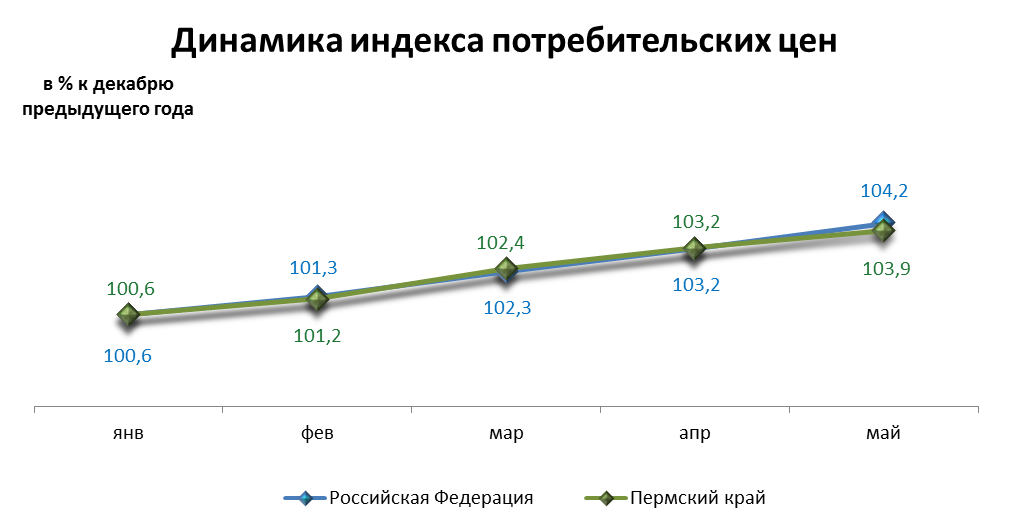 Динамика индекса потребительских цен
в % к декабрю
предыдущего года
104,2
103,2
102,4
101,3
100,6
103,9
103,2
102,3
101,2
100,6
янв фев мар апр май
Российская Федерация Пермский край